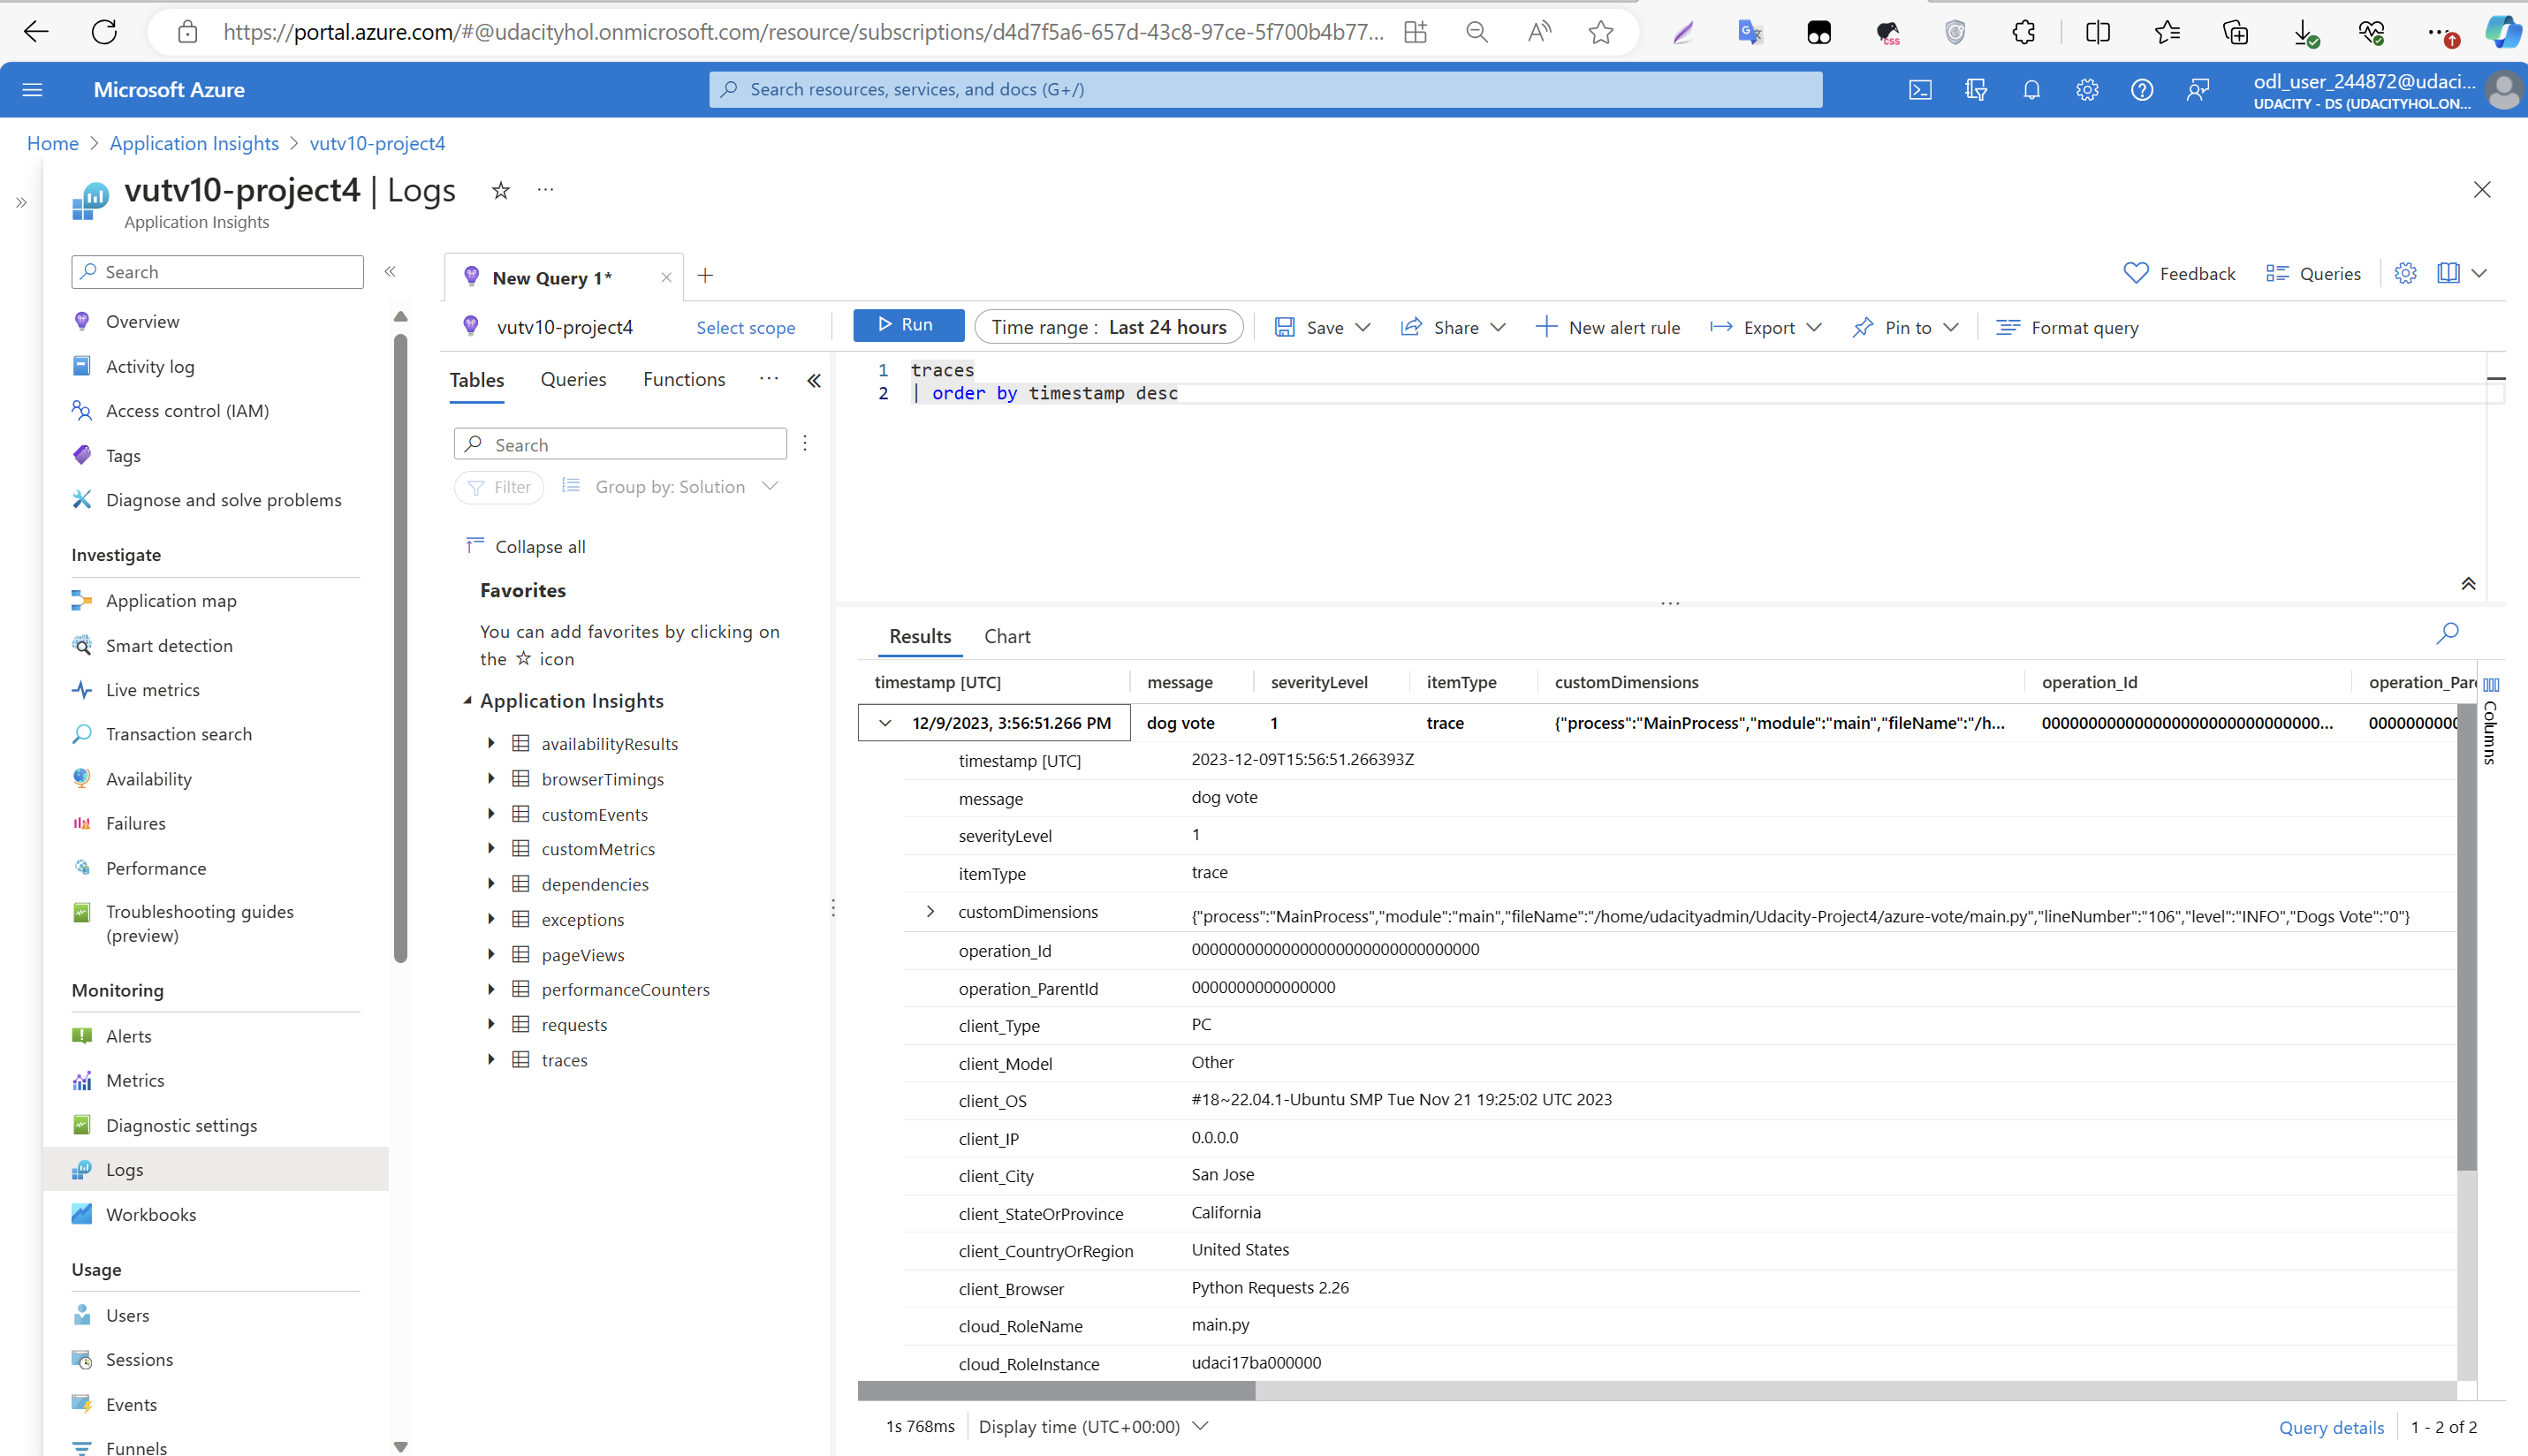 https://portal.azure.com/#@udacityhol.onmicrosoft.com/resource/subscriptions/d4d7f5a6-657d-43c8-97ce-5f700b4b77...
Microsoft Azure
Search resources, services, and docs (G+/)
odl_user_244872@udaci...
UDACITY - DS (UDACITYHOL.ON...
Home > Application Insights > vutv10-project4
vutv10-project4 | Logs
Application Insights
Search
Overview
Activity log
Access control (IAM)
Tags
Diagnose and solve problems
Investigate
Application map
Smart detection
Live metrics
Transaction search
Availability
Failures
Performance
Troubleshooting guides
(preview)
Monitoring
Alerts
Metrics
Diagnostic settings
Logs
Workbooks
Usage
Users
Sessions
Events
Funnels
New Query 1*
Feedback
Queries
vutv10-project4
Select scope
Run
Time range : Last 24 hours
Save
Share
New alert rule
Export
Pin to
Format query
Tables
Queries
Functions
Search
Filter
Group by: Solution
Collapse all
Favorites
You can add favorites by clicking on
the ☆ icon
Application Insights
availabilityResults
browserTimings
customEvents
customMetrics
dependencies
exceptions
pageViews
performanceCounters
requests
traces
1 traces
2 | order by timestamp desc
Results
Chart
timestamp [UTC] message severityLevel itemType customDimensions operation_Id operation_Par
12/9/2023, 3:56:51.266 PM dog vote 1 trace {"process":"MainProcess","module":"main","fileName":"/h... 000000000000000000000000000000... 0000000000
Columns
timestamp [UTC] 2023-12-09T15:56:51.266393Z
message dog vote
severityLevel 1
itemType trace
customDimensions {"process":"MainProcess","module":"main","fileName":"/home/udacityadmin/Udacity-Project4/azure-vote/main.py","lineNumber":"106","level":"INFO","Dogs Vote":"0"}
operation_Id 00000000000000000000000000000000
operation_ParentId 0000000000000000
client_Type PC
client_Model Other
client_OS #18~22.04.1-Ubuntu SMP Tue Nov 21 19:25:02 UTC 2023
client_IP 0.0.0.0
client_City San Jose
client_StateOrProvince California
client_CountryOrRegion United States
client_Browser Python Requests 2.26
cloud_RoleName main.py
cloud_RoleInstance udaci17ba000000
1s 768ms
Display time (UTC+00:00)
Query details
1 - 2 of 2